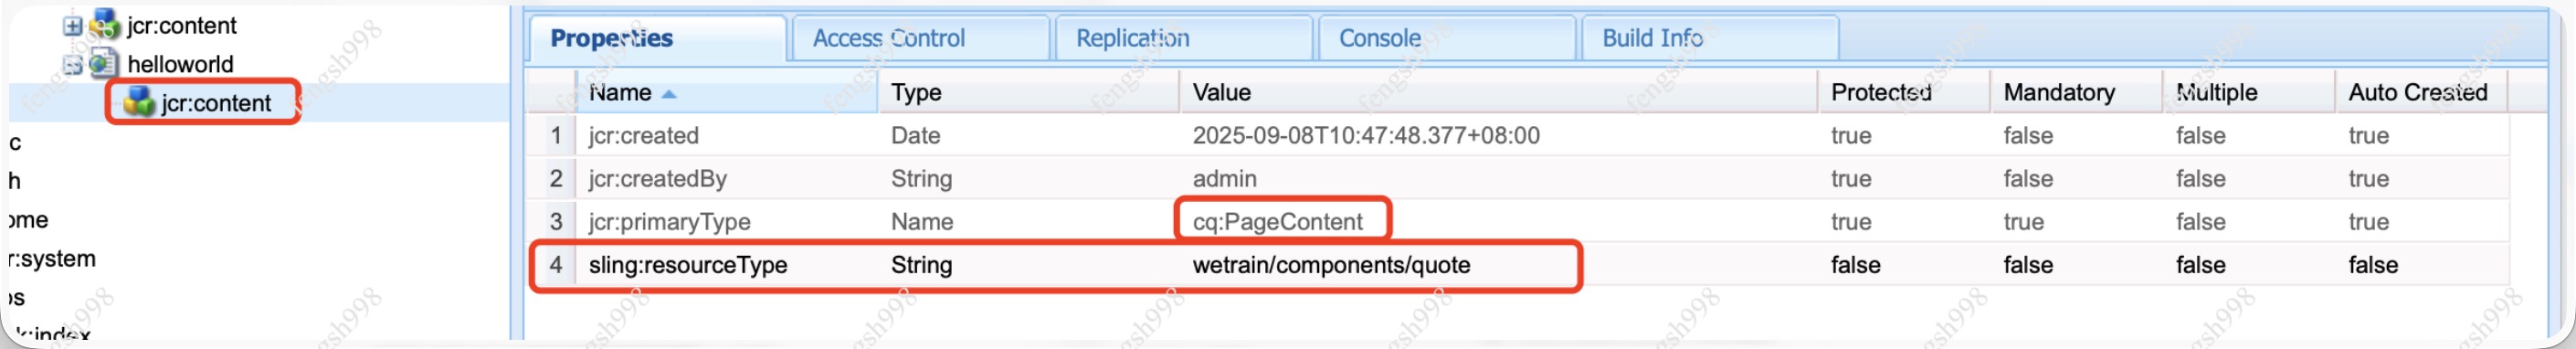 jcr:content
helloworld
jcr:content
c
h
ome
r:system
os
k:index
Properties Access Control Replication Console Build Info
Name Type Value Protected Mandatory Multiple Auto Created
1 jcr:created Date 2025-09-08T10:47:48.377+08:00 true false false true
2 jcr:createdBy String admin true false false true
3 jcr:primaryType Name cq:PageContent true true false true
4 sling:resourceType String wetrain/components/quote false false false false
fengsh998